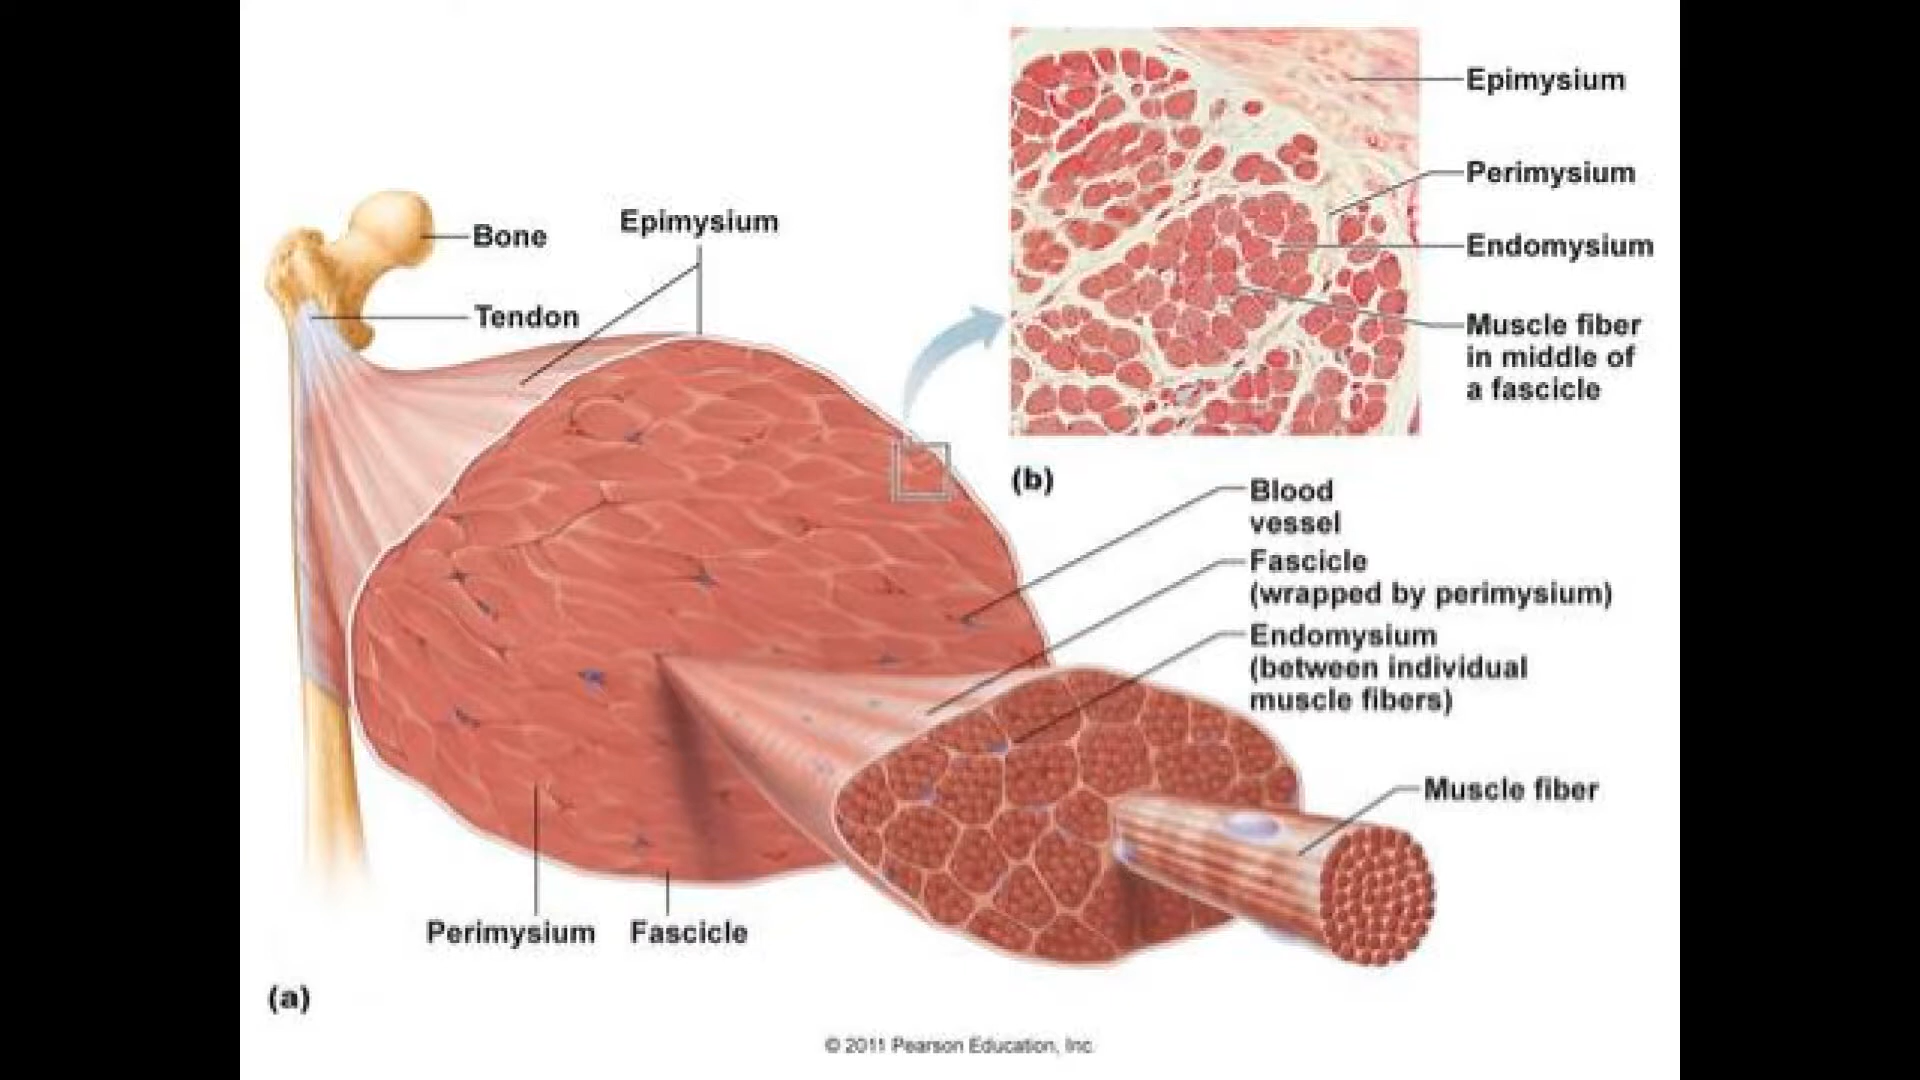 Epimysium
Perimysium
Endomysium
Muscle fiber
in middle of
a fascicle
(b)
Bone
Epimysium
Tendon
Blood
vessel
Fascicle
(wrapped by perimysium)
Endomysium
(between individual
muscle fibers)
Muscle fiber
Perimysium
Fascicle
(a)
© 2011 Pearson Education, Inc.